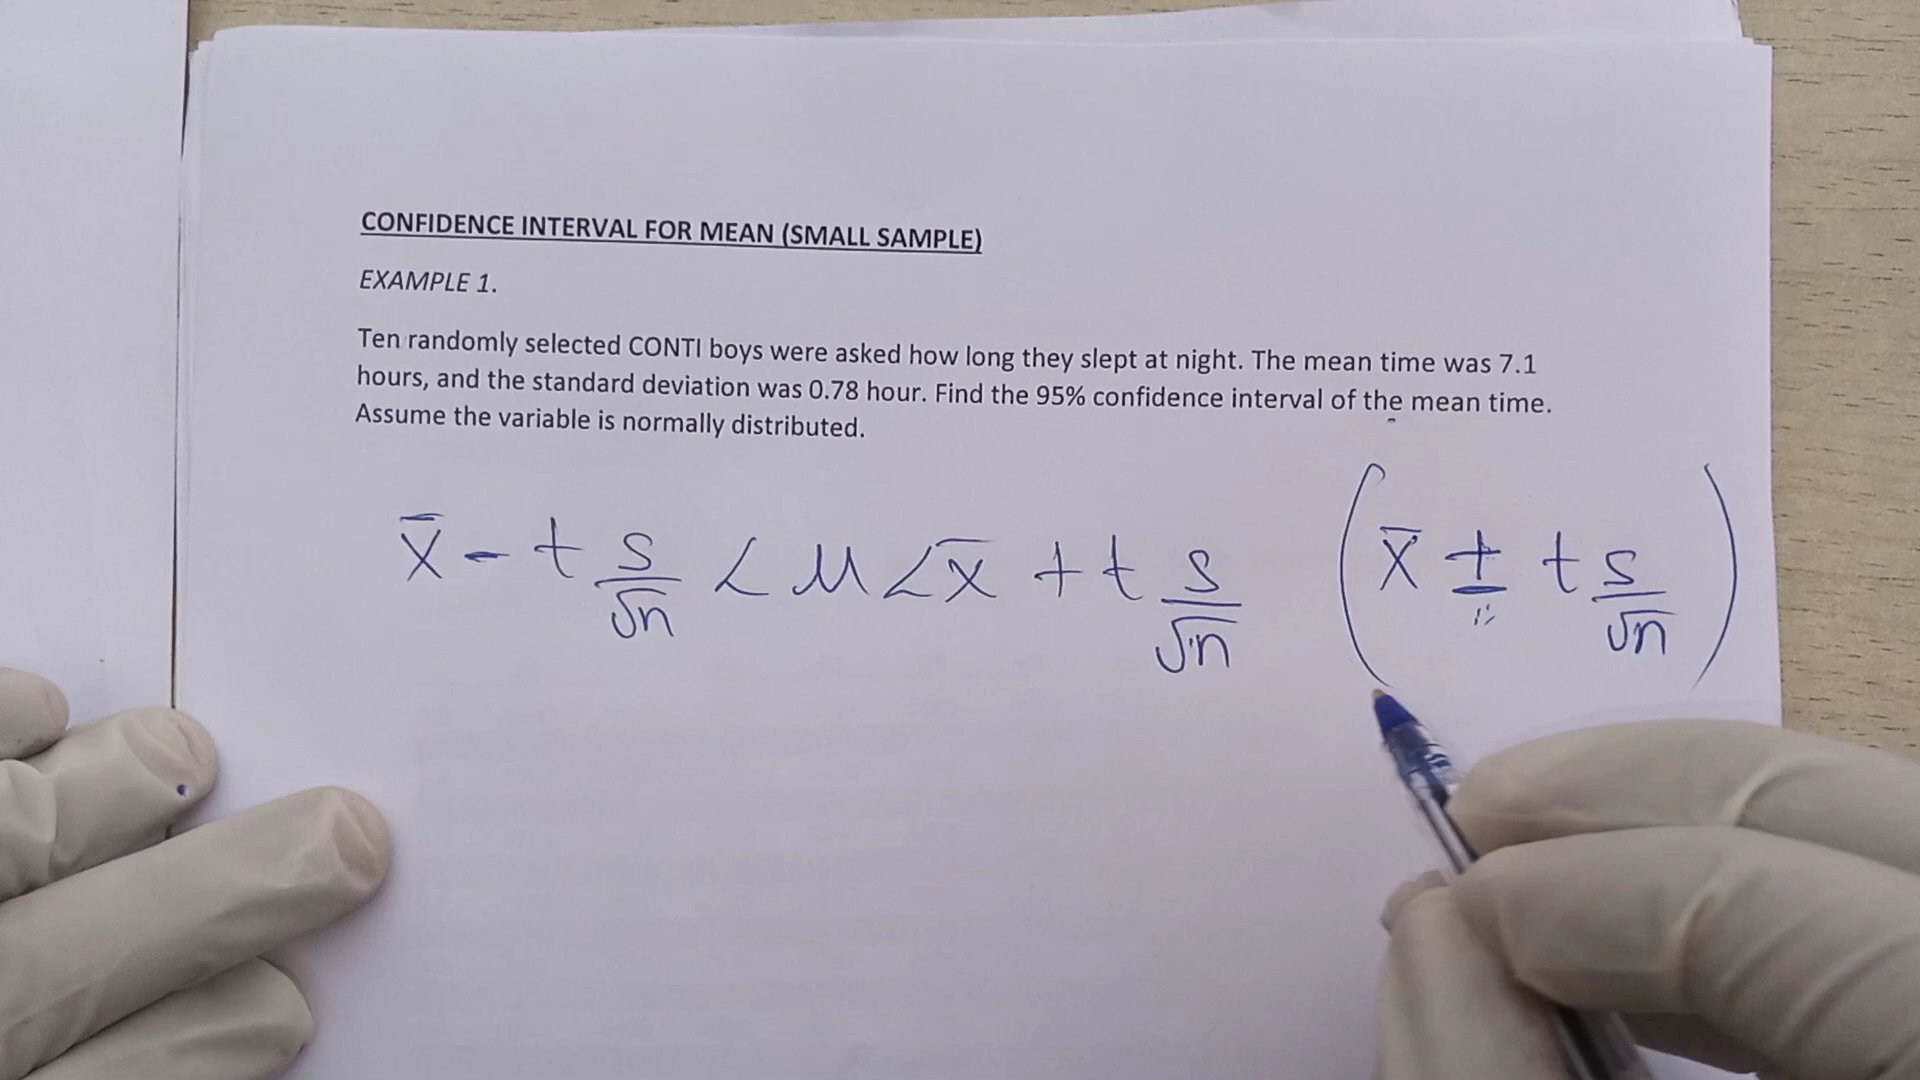 CONFIDENCE INTERVAL FOR MEAN (SMALL SAMPLE)
EXAMPLE 1.
Ten randomly selected CONTI boys were asked how long they slept at night. The mean time was 7.1
hours, and the standard deviation was 0.78 hour. Find the 95% confidence interval of the mean time.
Assume the variable is normally distributed.
x̄ - t s/√n < μ < x̄ + t s/√n (x̄ ± t s/√n)